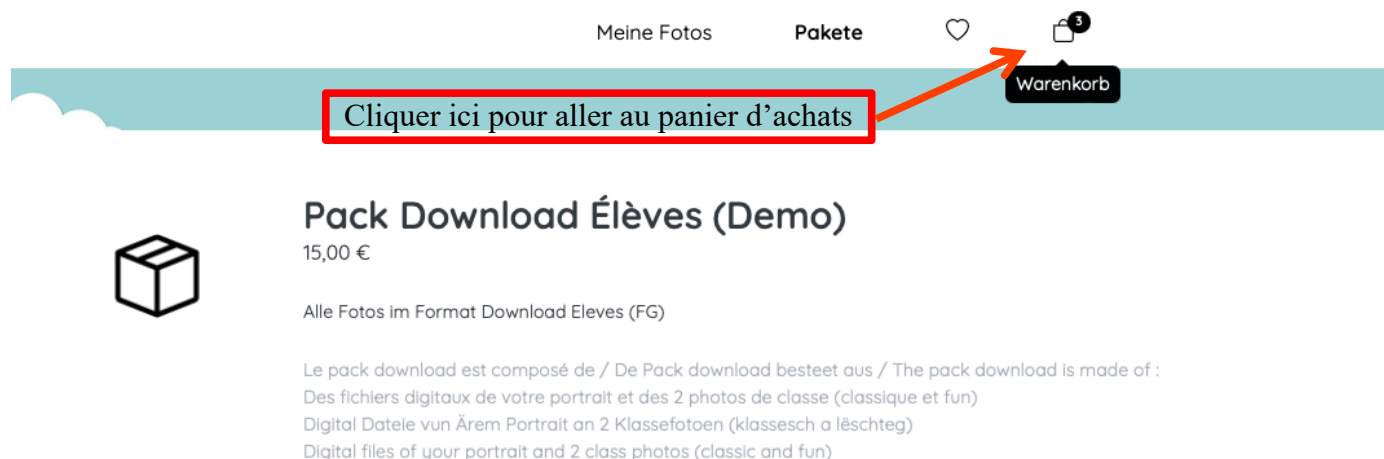 Meine Fotos Pakete 3
Warenkorb
Cliquer ici pour aller au panier d’achats
Pack Download Élèves (Demo)
15,00 €
Alle Fotos im Format Download Eleves (FG)
Le pack download est composé de / De Pack download besteet aus / The pack download is made of :
Des fichiers digitaux de votre portrait et des 2 photos de classe (classique et fun)
Digital Dateie vun Ärem Portrait an 2 Klassefotoen (klassesch a lëschteg)
Digital files of your portrait and 2 class photos (classic and fun)